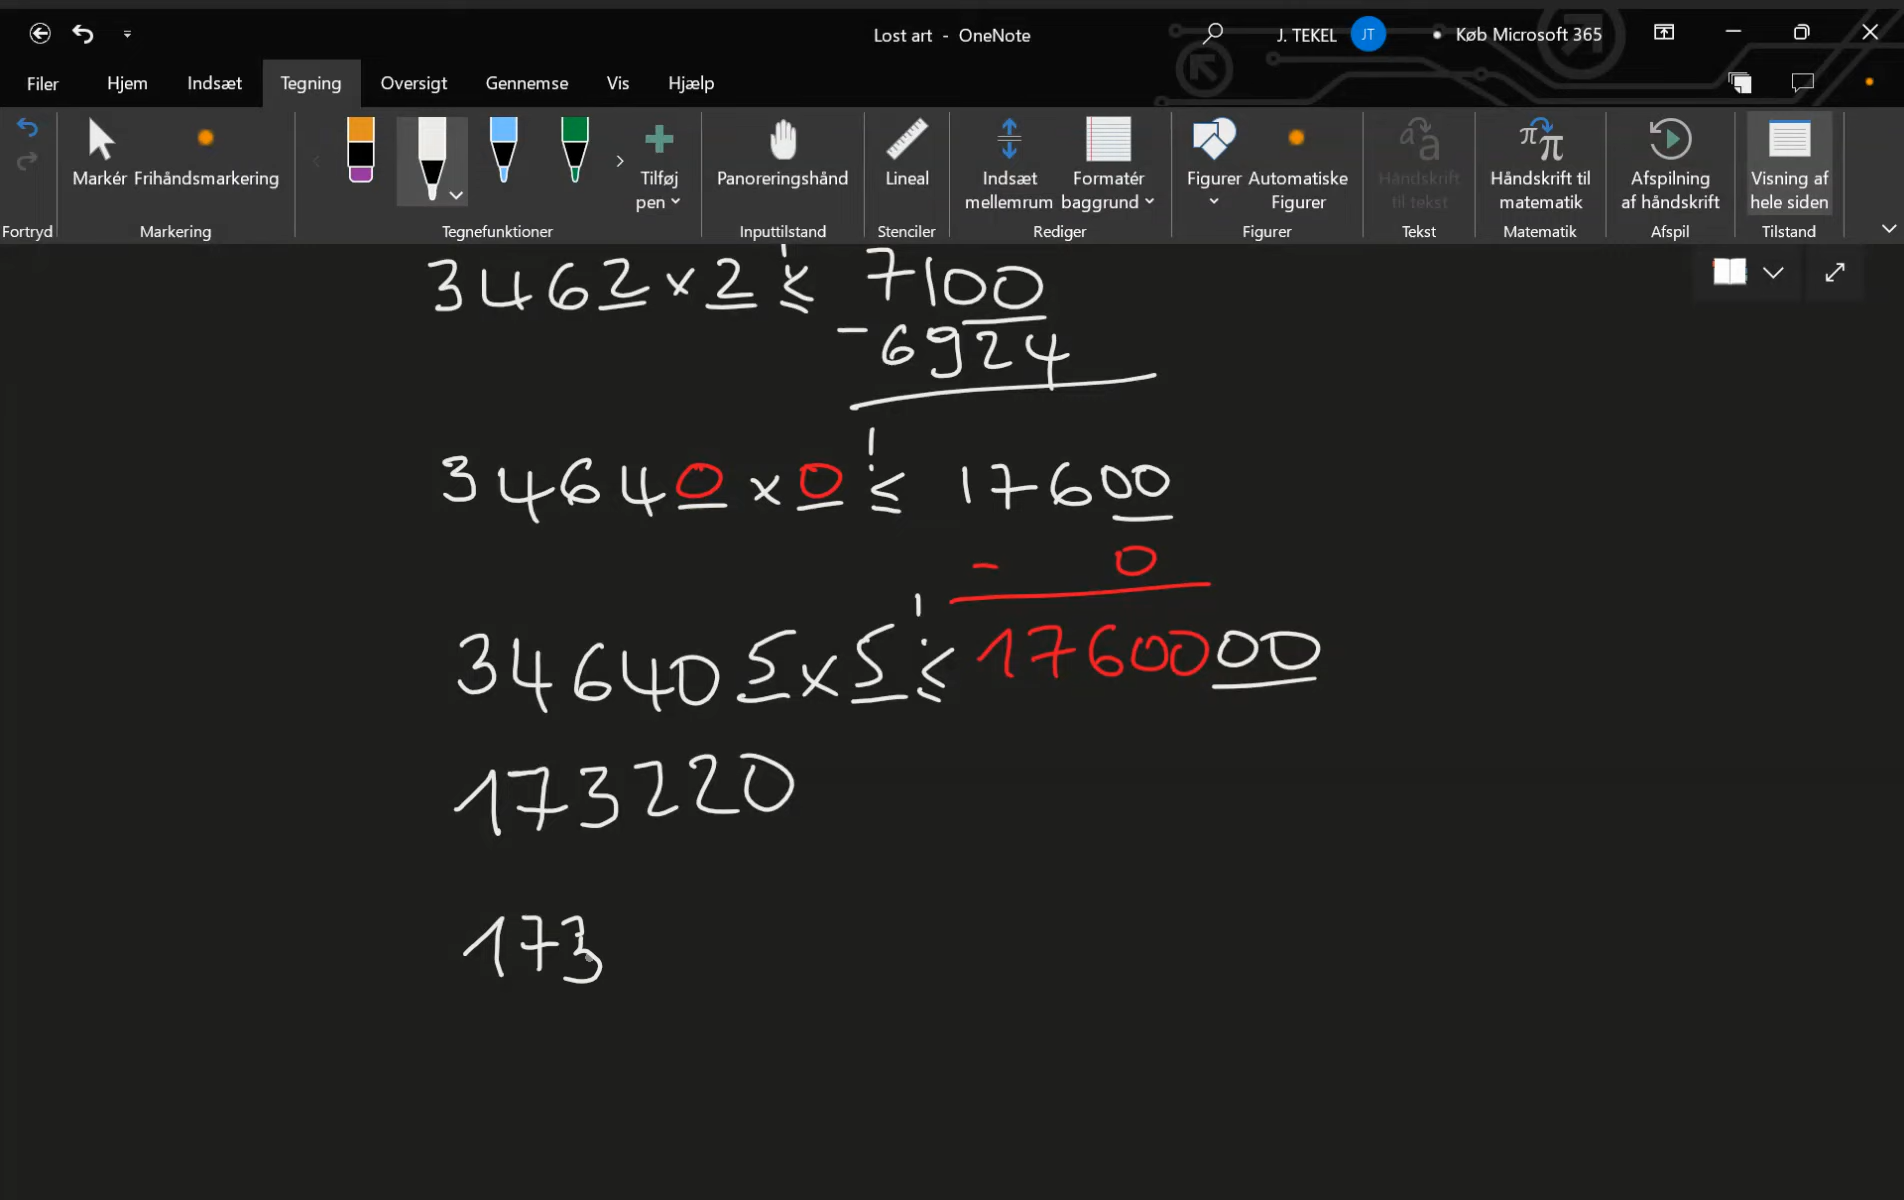 Lost art - OneNote
J. TEKEL JT Køb Microsoft 365
Filer Hjem Indsæt Tegning Oversigt Gennemse Vis Hjælp
Markér Frihåndsmarkering
Tilføj pen
Panoreringshånd
Lineal
Indsæt mellemrum
Formatér baggrund
Figurer
Automatiske Figurer
Håndskrift til tekst
Håndskrift til matematik
Afspilning af håndskrift
Visning af hele siden
Fortryd Markering Tegnefunktioner Inputtilstand Stenciler Rediger Figurer Tekst Matematik Afspil Tilstand
3462 × 2 ≤ 7100
- 6924
34640 × 0 ≤ 17600
- 0
346405 × 5 ≤ 1760000
173220
173